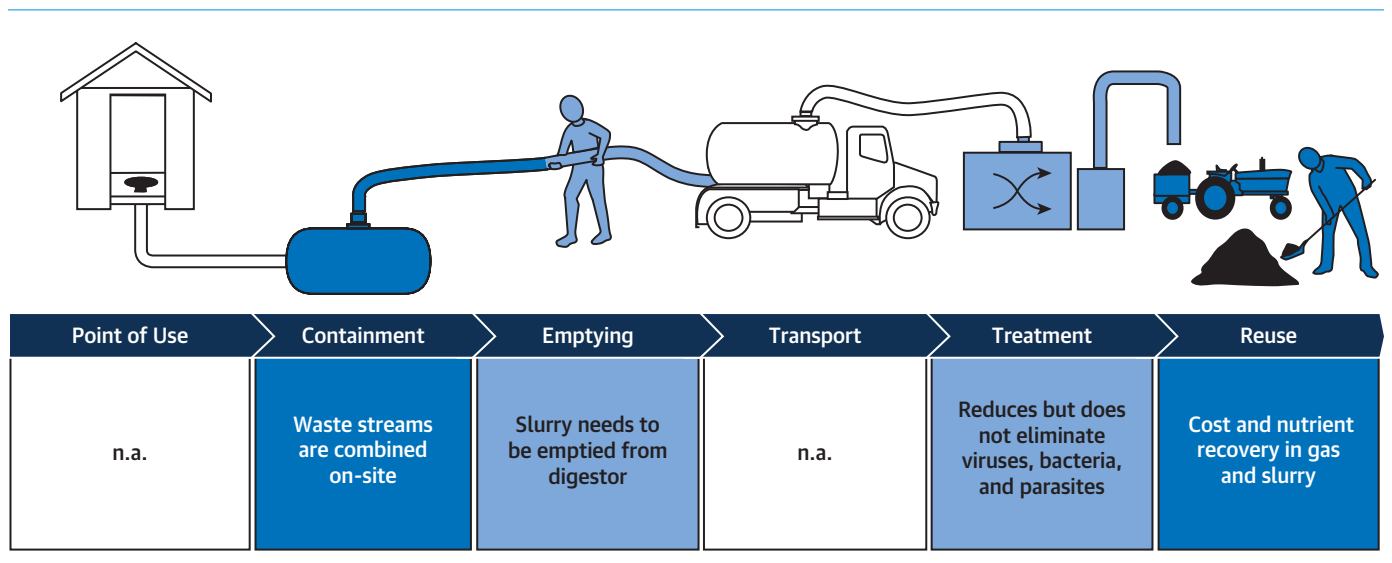 Point of Use
Containment
Emptying
Transport
Treatment
Reuse
n.a.
Waste streams
are combined
on-site
Slurry needs to
be emptied from
digestor
n.a.
Reduces but does
not eliminate
viruses, bacteria,
and parasites
Cost and nutrient
recovery in gas
and slurry